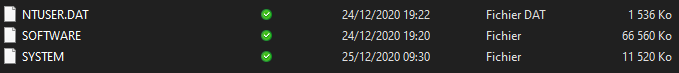 NTUSER.DAT 24/12/2020 19:22 Fichier DAT 1 536 Ko
SOFTWARE 24/12/2020 19:20 Fichier 66 560 Ko
SYSTEM 25/12/2020 09:30 Fichier 11 520 Ko